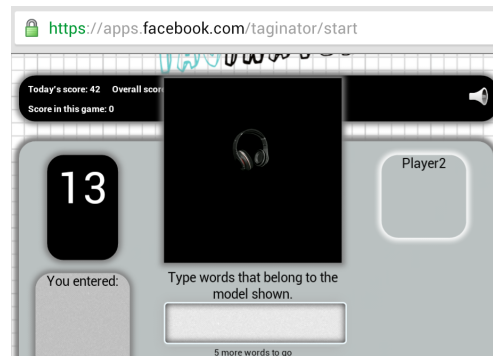 https://apps.facebook.com/taginator/start
Today's score: 42 Overall
Score in this game: 0
13
Player2
You entered:
Type words that belong to the
model shown.
5 more words to go